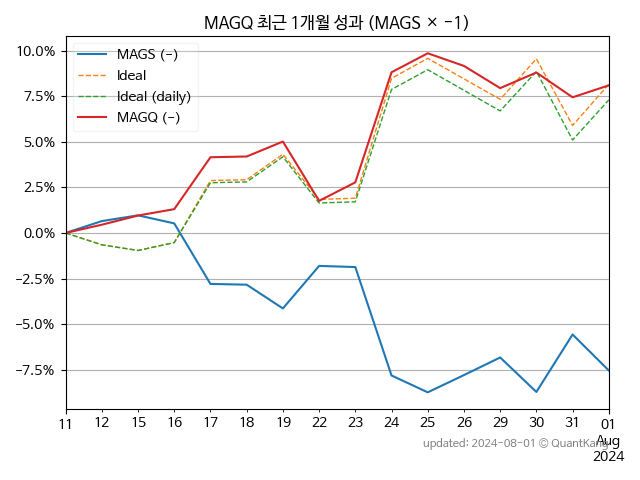 MAGQ 최근 1개월 성과 (MAGS × −1)
MAGS (-)
Ideal
Ideal (daily)
MAGQ (-)
10.0%
7.5%
5.0%
2.5%
0.0%
−2.5%
−5.0%
−7.5%
11 12 15 16 17 18 19 22 23 24 25 26 29 30 31 01
Aug
2024
updated: 2024-08-01 © QuantKang